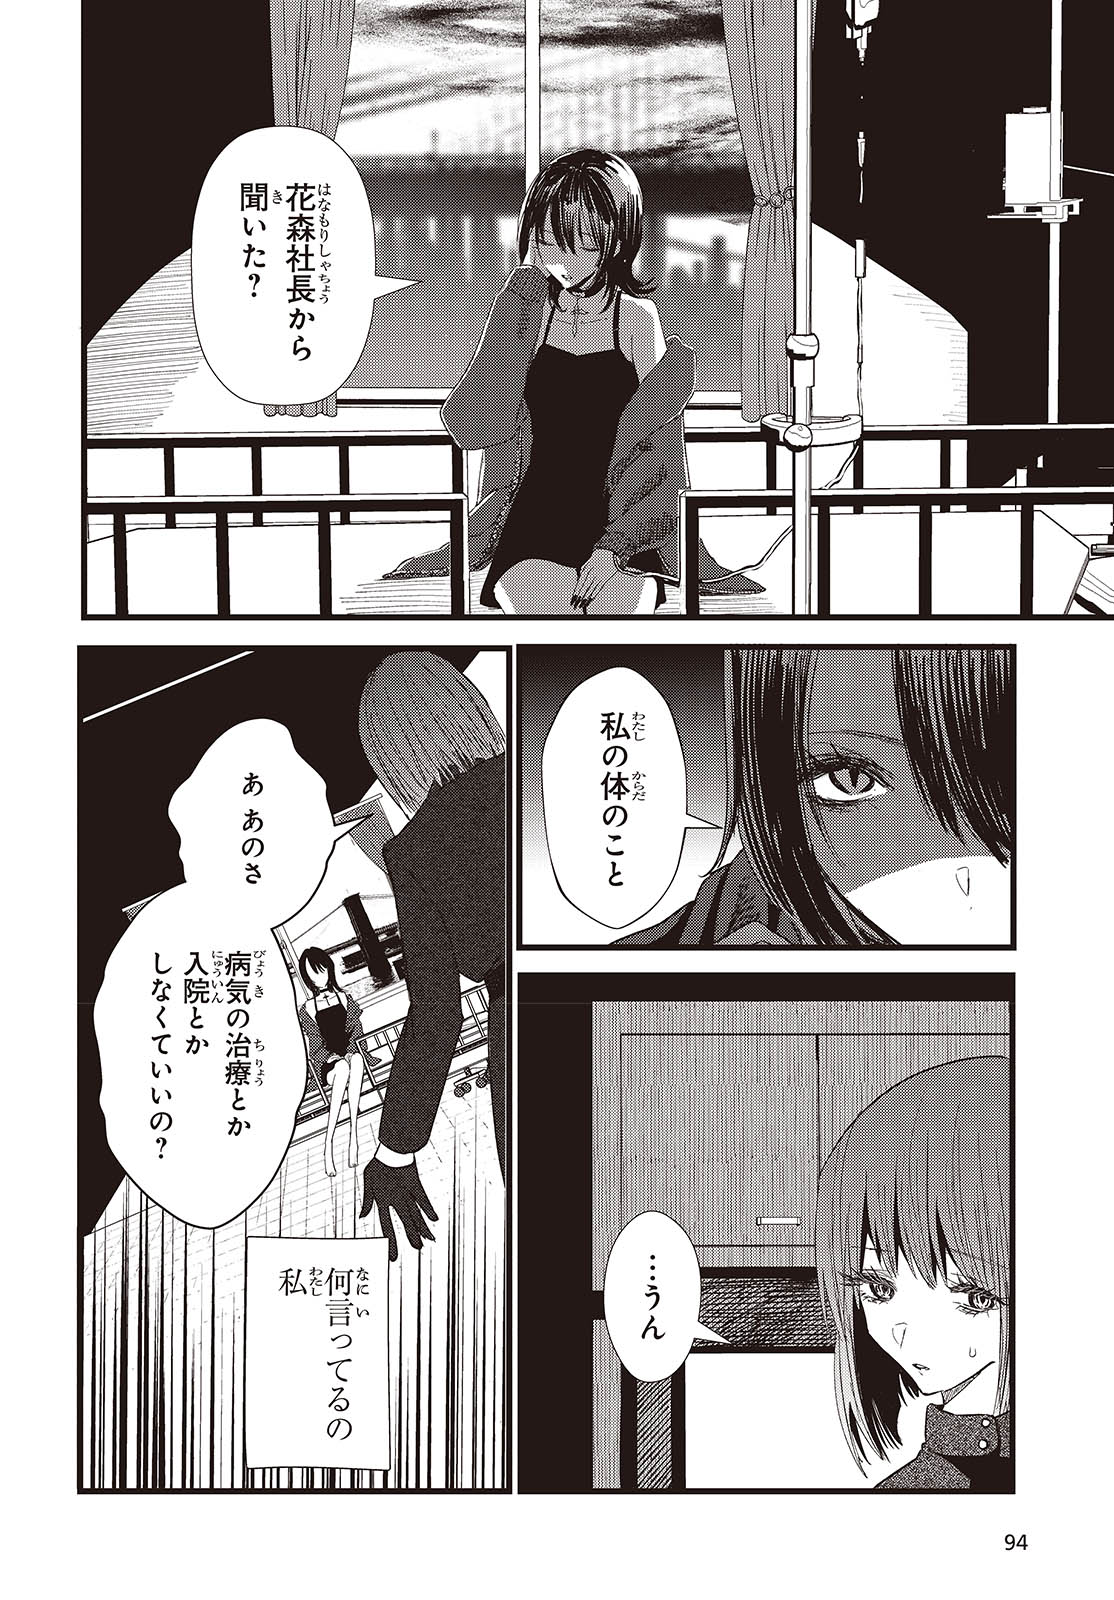 花森社長から
聞いた？
私の体のこと
…うん
あ あのさ
病気の治療とか
入院とか
しなくていいの？
何言ってるの
私
94